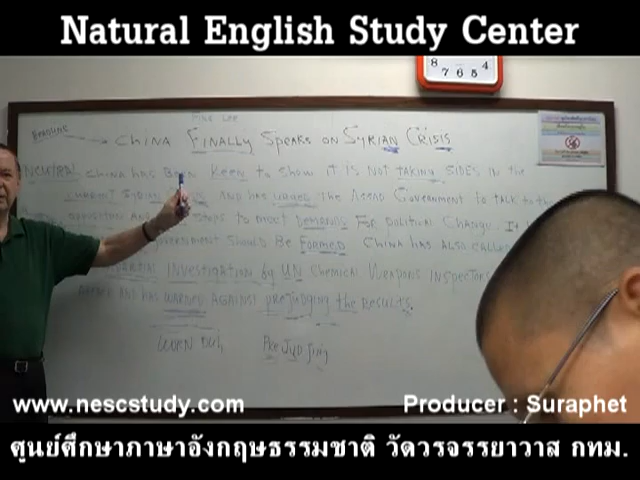 Natural English Study Center
8 7 6 5 4
MIKE LEE
HEADLINE → CHINA FINALLY SPEAKS ON SYRIAN CRISIS
NEUTRAL CHINA HAS BEEN KEEN to SHOW it IS NOT TAKING SIDES IN the
CURRENT SYRIAN AND HAS URGED THE ASSAD GOVERNMENT to TALK to the
OPPOSITION AND STEPS to MEET DEMANDS FOR POLITICAL CHANGE. It
GOVERNMENT SHOULD BE FORMED CHINA HAS ALSO CALLED
IMPARTIAL INVESTIGATION by UN CHEMICAL WEAPONS INSPECTORS
AND HAS WARNED AGAINST PREJUDGING the RESULTS.
PRE JUD JING
www.nescstudy.com
Producer : Suraphet
ศูนย์ศึกษาภาษาอังกฤษธรรมชาติ วัดวรจรรยาวาส กทม.